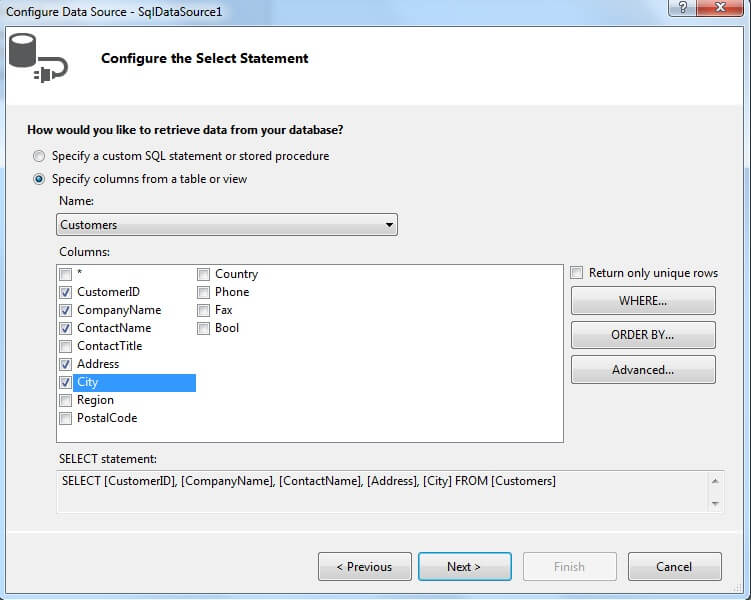 Configure Data Source - SqlDataSource1
?
Configure the Select Statement
How would you like to retrieve data from your database?
Specify a custom SQL statement or stored procedure
Specify columns from a table or view
Name:
Customers
Columns:
*
CustomerID
CompanyName
ContactName
ContactTitle
Address
City
Region
PostalCode
Country
Phone
Fax
Bool
Return only unique rows
WHERE...
ORDER BY...
Advanced...
SELECT statement:
SELECT [CustomerID], [CompanyName], [ContactName], [Address], [City] FROM [Customers]
< Previous
Next >
Finish
Cancel